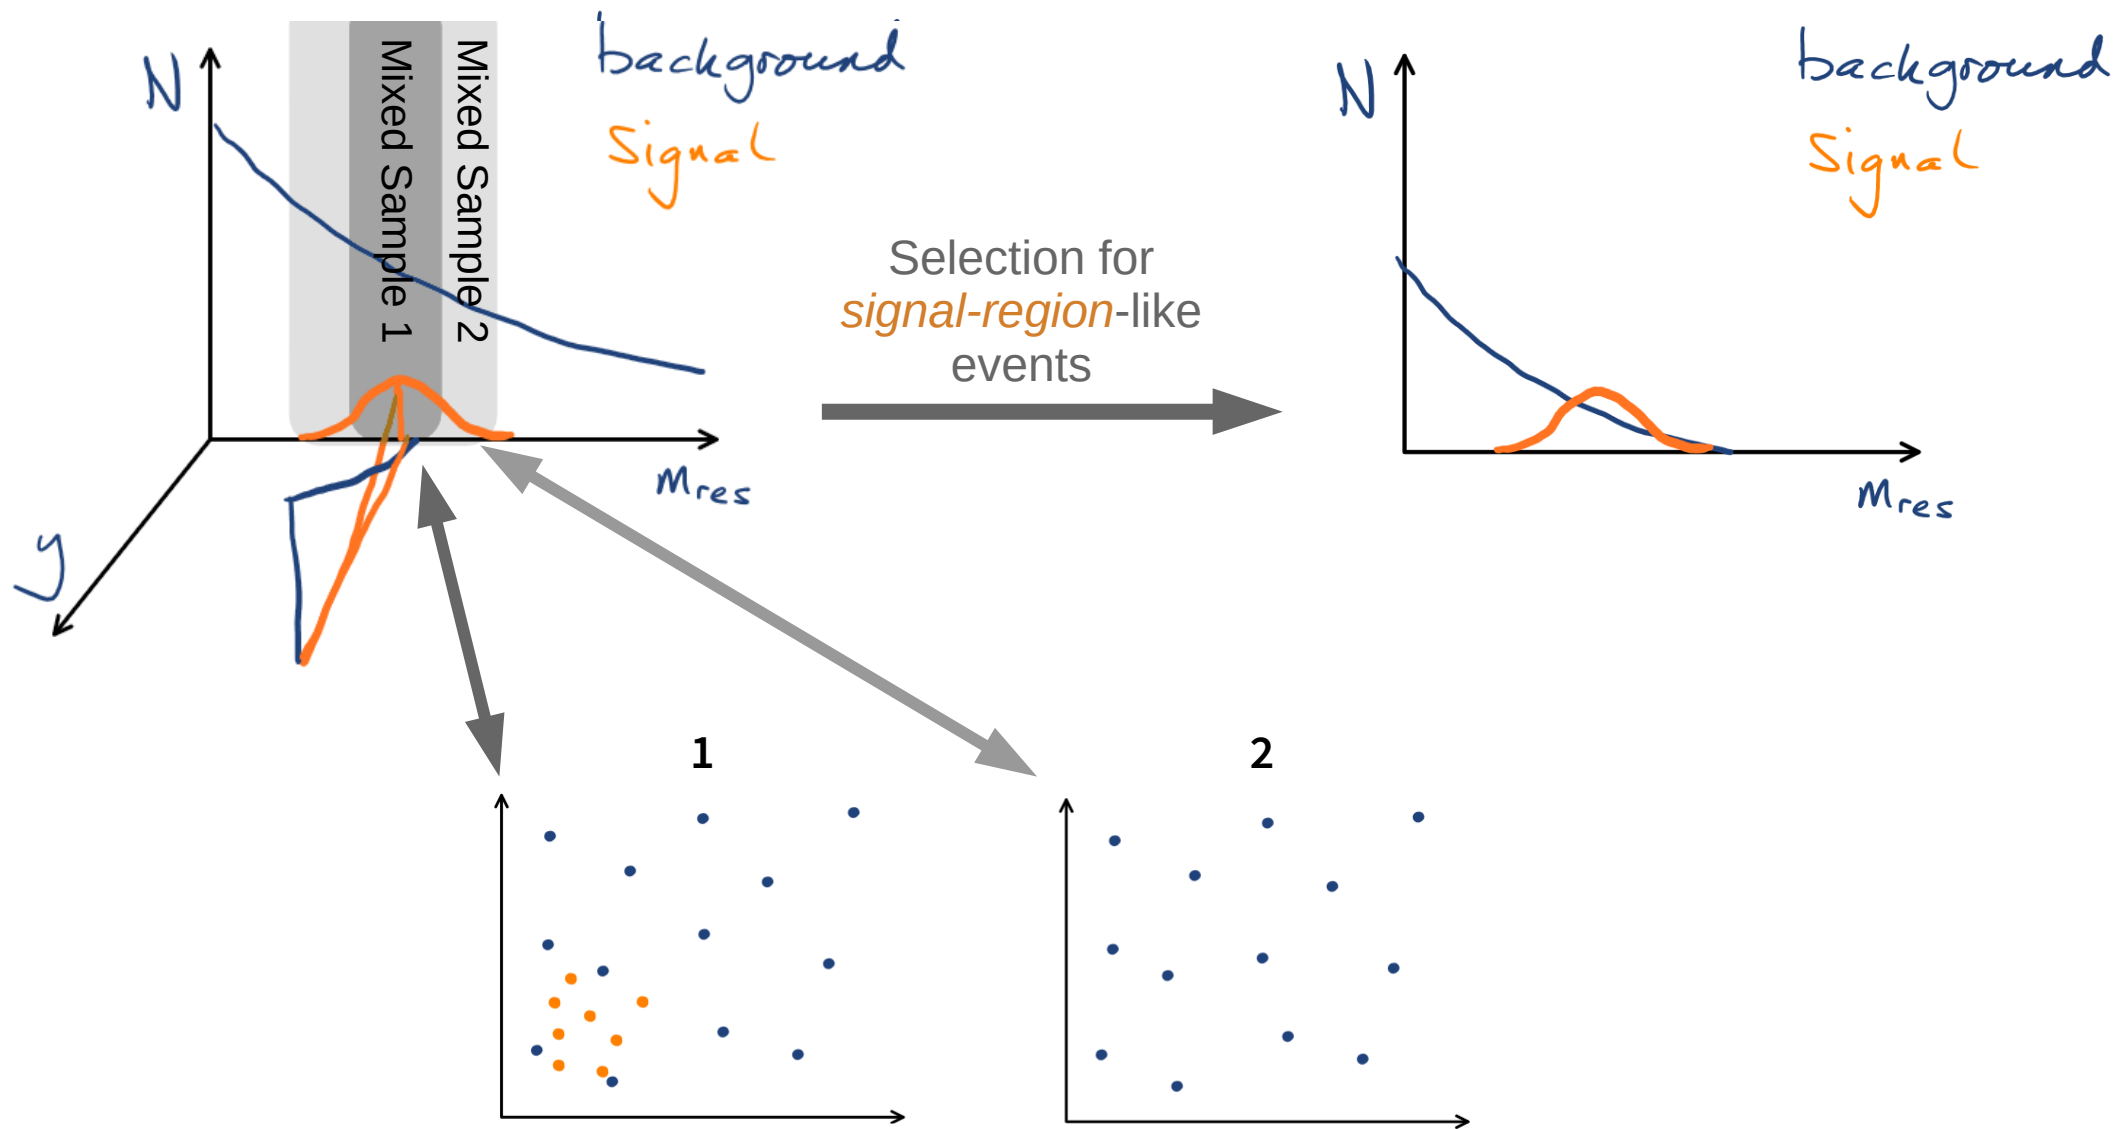 N
Mixed Sample 1
Mixed Sample 2
background
Signal
y
mres
Selection for
signal-region-like
events
N
background
Signal
mres
1
2